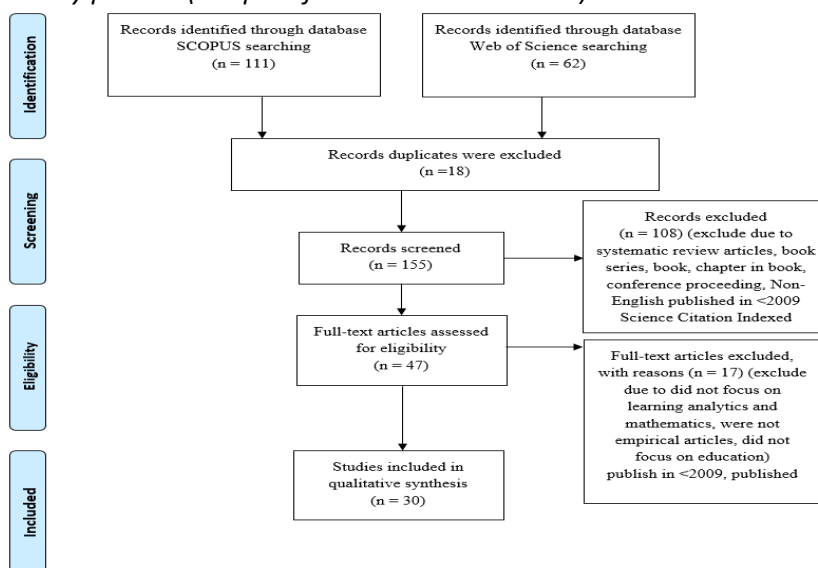 Identification
Records identified through database
SCOPUS searching
(n = 111)
Records identified through database
Web of Science searching
(n = 62)
Records duplicates were excluded
(n =18)
Screening
Records screened
(n = 155)
Records excluded
(n = 108) (exclude due to
systematic review articles, book
series, book, chapter in book,
conference proceeding, Non-
English published in <2009
Science Citation Indexed
Eligibility
Full-text articles assessed
for eligibility
(n = 47)
Full-text articles excluded,
with reasons (n = 17) (exclude
due to did not focus on
learning analytics and
mathematics, were not
empirical articles, did not
focus on education)
publish in <2009, published
Included
Studies included in
qualitative synthesis
(n = 30)